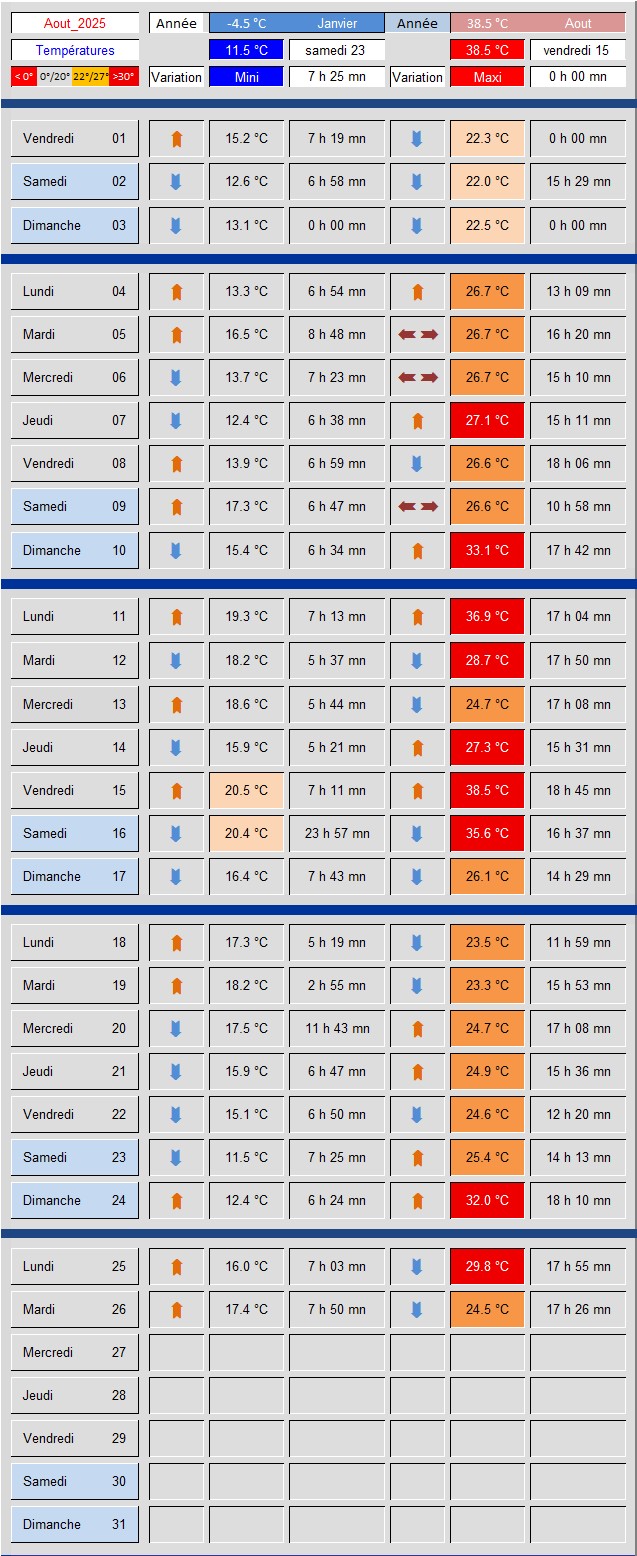 Aout_2025 Année -4.5 °C Janvier Année 38.5 °C Aout
Températures 11.5 °C samedi 23 38.5 °C vendredi 15
< 0° 0°/20° 22°/27° >30° Variation Mini 7 h 25 mn Variation Maxi 0 h 00 mn
Vendredi 01 15.2 °C 7 h 19 mn 22.3 °C 0 h 00 mn
Samedi 02 12.6 °C 6 h 58 mn 22.0 °C 15 h 29 mn
Dimanche 03 13.1 °C 0 h 00 mn 22.5 °C 0 h 00 mn
Lundi 04 13.3 °C 6 h 54 mn 26.7 °C 13 h 09 mn
Mardi 05 16.5 °C 8 h 48 mn 26.7 °C 16 h 20 mn
Mercredi 06 13.7 °C 7 h 23 mn 26.7 °C 15 h 10 mn
Jeudi 07 12.4 °C 6 h 38 mn 27.1 °C 15 h 11 mn
Vendredi 08 13.9 °C 6 h 59 mn 26.6 °C 18 h 06 mn
Samedi 09 17.3 °C 6 h 47 mn 26.6 °C 10 h 58 mn
Dimanche 10 15.4 °C 6 h 34 mn 33.1 °C 17 h 42 mn
Lundi 11 19.3 °C 7 h 13 mn 36.9 °C 17 h 04 mn
Mardi 12 18.2 °C 5 h 37 mn 28.7 °C 17 h 50 mn
Mercredi 13 18.6 °C 5 h 44 mn 24.7 °C 17 h 08 mn
Jeudi 14 15.9 °C 5 h 21 mn 27.3 °C 15 h 31 mn
Vendredi 15 20.5 °C 7 h 11 mn 38.5 °C 18 h 45 mn
Samedi 16 20.4 °C 23 h 57 mn 35.6 °C 16 h 37 mn
Dimanche 17 16.4 °C 7 h 43 mn 26.1 °C 14 h 29 mn
Lundi 18 17.3 °C 5 h 19 mn 23.5 °C 11 h 59 mn
Mardi 19 18.2 °C 2 h 55 mn 23.3 °C 15 h 53 mn
Mercredi 20 17.5 °C 11 h 43 mn 24.7 °C 17 h 08 mn
Jeudi 21 15.9 °C 6 h 47 mn 24.9 °C 15 h 36 mn
Vendredi 22 15.1 °C 6 h 50 mn 24.6 °C 12 h 20 mn
Samedi 23 11.5 °C 7 h 25 mn 25.4 °C 14 h 13 mn
Dimanche 24 12.4 °C 6 h 24 mn 32.0 °C 18 h 10 mn
Lundi 25 16.0 °C 7 h 03 mn 29.8 °C 17 h 55 mn
Mardi 26 17.4 °C 7 h 50 mn 24.5 °C 17 h 26 mn
Mercredi 27
Jeudi 28
Vendredi 29
Samedi 30
Dimanche 31